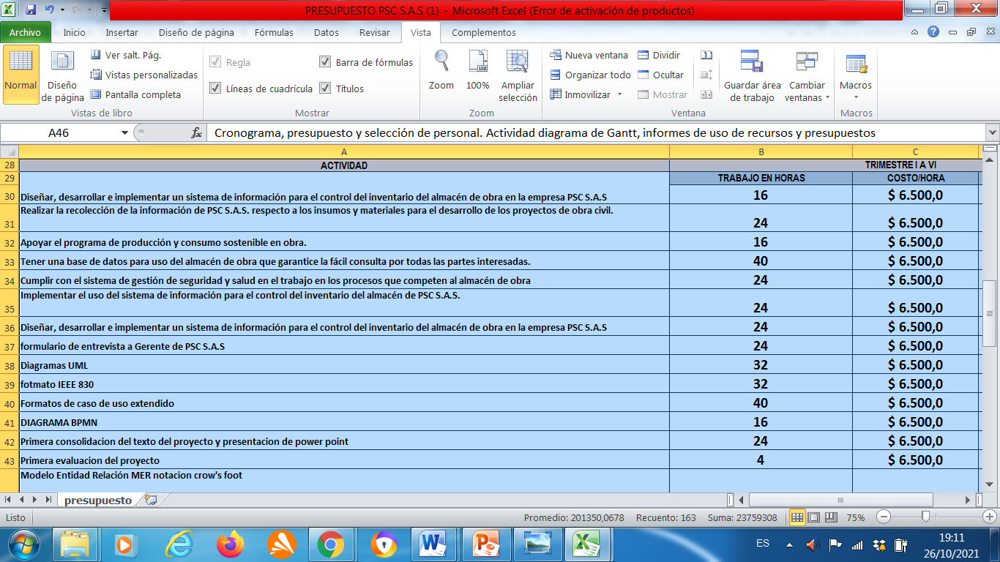 PRESUPUESTO PSC S.A.S (1) - Microsoft Excel (Error de activación de productos)
Archivo Inicio Insertar Diseño de página Fórmulas Datos Revisar Vista Complementos
Normal
Diseño de página
Ver salt. Pág.
Vistas personalizadas
Pantalla completa
Vistas de libro
Regla
Barra de fórmulas
Líneas de cuadrícula
Títulos
Mostrar
Zoom
100%
Ampliar selección
Zoom
Nueva ventana
Organizar todo
Inmovilizar
Dividir
Ocultar
Mostrar
Guardar área de trabajo
Cambiar ventanas
Ventana
Macros
Macros
A46 fx Cronograma, presupuesto y selección de personal. Actividad diagrama de Gantt, informes de uso de recursos y presupuestos
A B C
28 ACTIVIDAD TRIMESTRE I A VI
29 TRABAJO EN HORAS COSTO/HORA
30 Diseñar, desarrollar e implementar un sistema de información para el control del inventario del almacén de obra en la empresa PSC S.A.S 16 $ 6.500,0
31 Realizar la recolección de la información de PSC S.A.S. respecto a los insumos y materiales para el desarrollo de los proyectos de obra civil. 24 $ 6.500,0
32 Apoyar el programa de producción y consumo sostenible en obra. 16 $ 6.500,0
33 Tener una base de datos para uso del almacén de obra que garantice la fácil consulta por todas las partes interesadas. 40 $ 6.500,0
34 Cumplir con el sistema de gestión de seguridad y salud en el trabajo en los procesos que competen al almacén de obra 24 $ 6.500,0
35 Implementar el uso del sistema de información para el control del inventario del almacén de PSC S.A.S. 24 $ 6.500,0
36 Diseñar, desarrollar e implementar un sistema de información para el control del inventario del almacén de obra en la empresa PSC S.A.S 24 $ 6.500,0
37 formulario de entrevista a Gerente de PSC S.A.S 24 $ 6.500,0
38 Diagramas UML 32 $ 6.500,0
39 fotmato IEEE 830 32 $ 6.500,0
40 Formatos de caso de uso extendido 40 $ 6.500,0
41 DIAGRAMA BPMN 16 $ 6.500,0
42 Primera consolidacion del texto del proyecto y presentacion de power point 24 $ 6.500,0
43 Primera evaluacion del proyecto 4 $ 6.500,0
Modelo Entidad Relación MER notacion crow's foot
presupuesto
Listo Promedio: 201350,0678 Recuento: 163 Suma: 23759308 75%
ES 19:11
26/10/2021